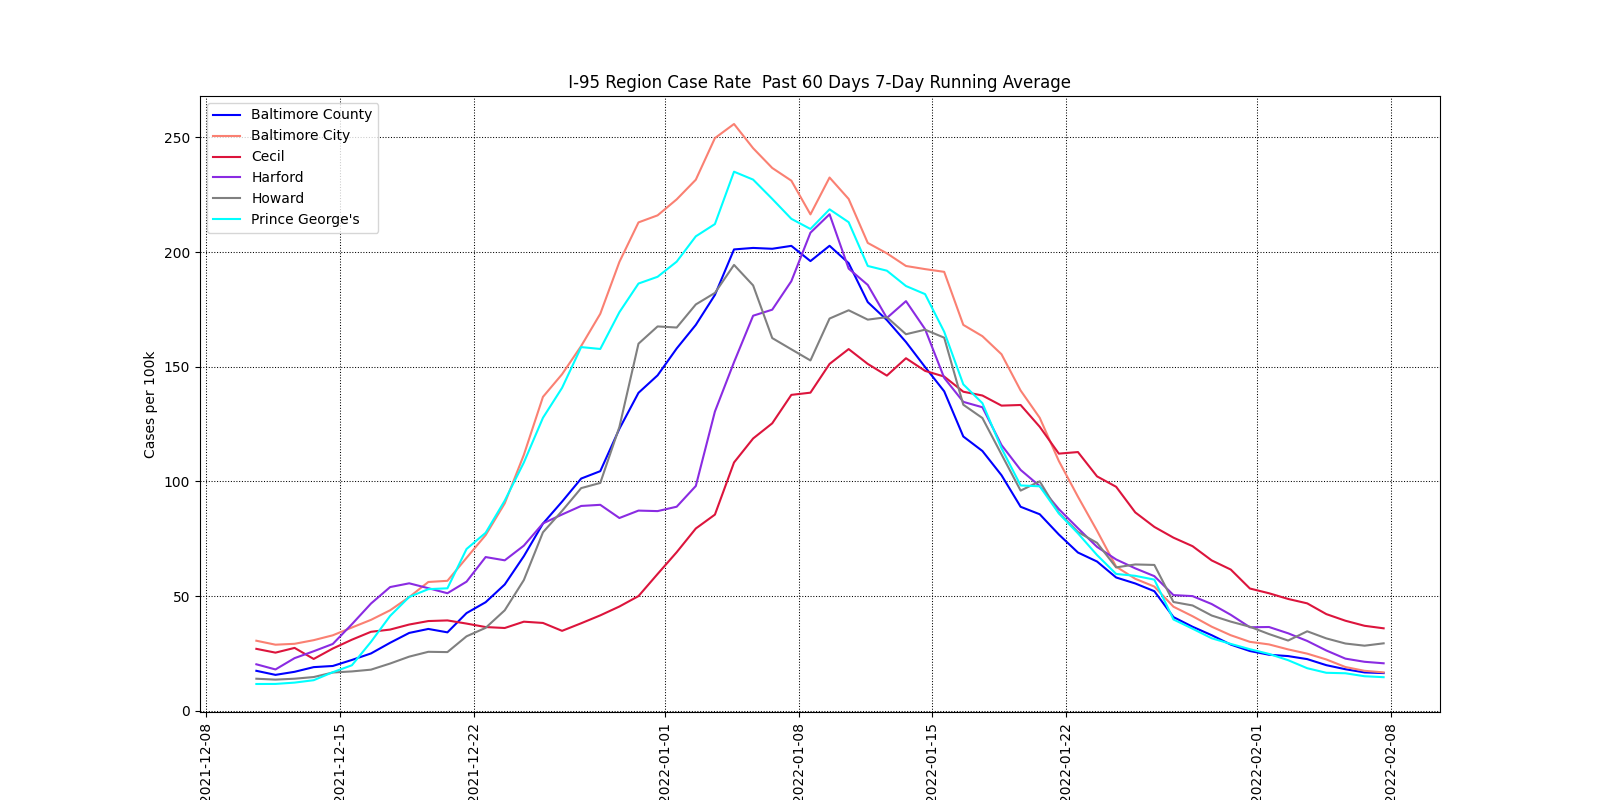 I-95 Region Case Rate  Past 60 Days 7-Day Running Average
Baltimore County
Baltimore City
Cecil
Harford
Howard
Prince George's
Cases per 100k
250
200
150
100
50
0
2021-12-08
2021-12-15
2021-12-22
2022-01-01
2022-01-08
2022-01-15
2022-01-22
2022-02-01
2022-02-08